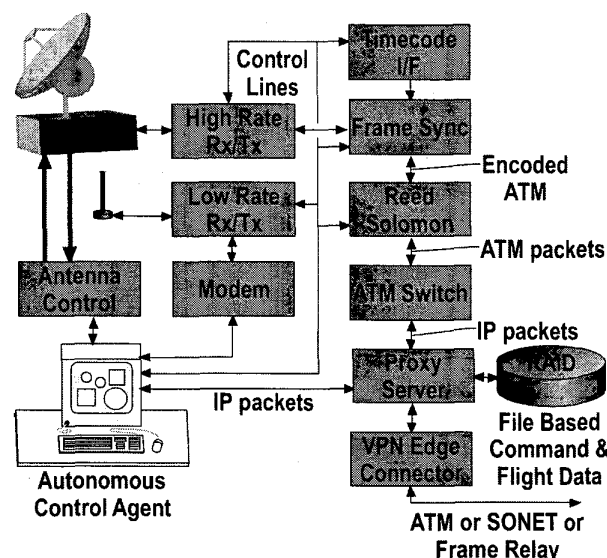 Control
Lines
Timecode
I/F
High Rate
Rx/Tx
Frame Sync
Encoded
ATM
Low Rate
Rx/Tx
Reed
Solomon
ATM packets
Antenna
Control
Modem
ATM Switch
IP packets
Proxy
Server
RAID
IP packets
File Based
Command &
Flight Data
VPN Edge
Connector
Autonomous
Control Agent
ATM or SONET or
Frame Relay